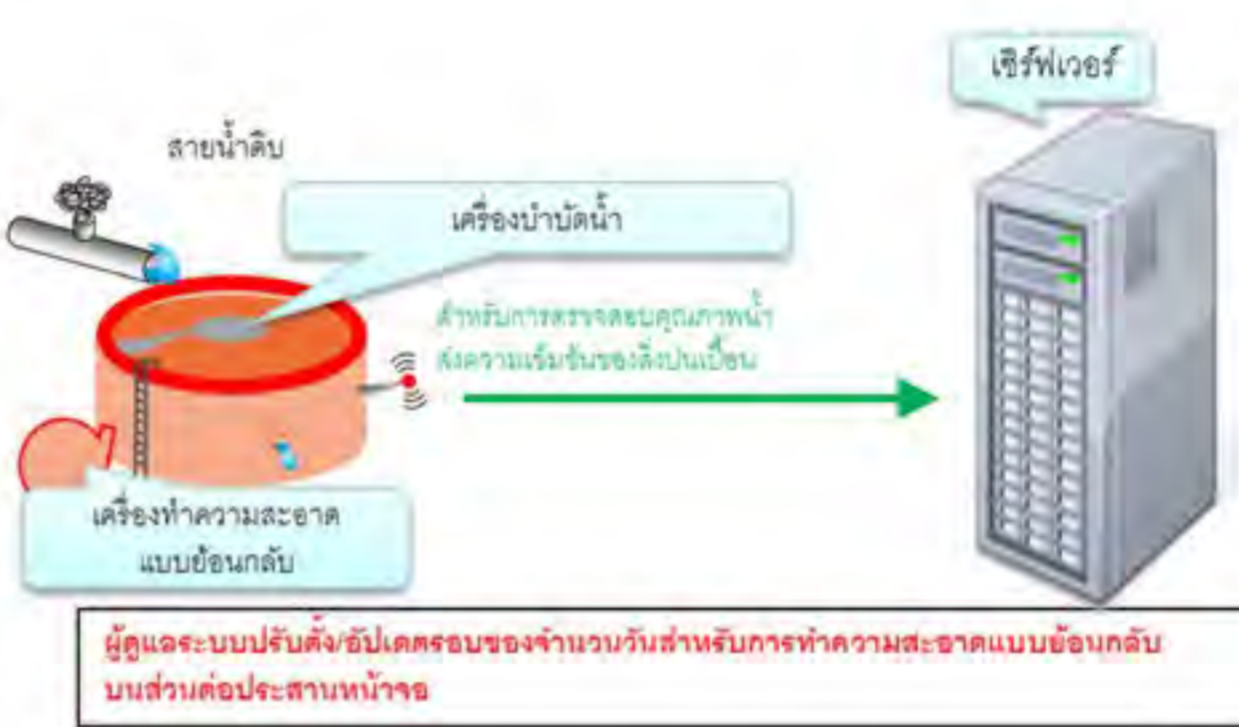 เซิร์ฟเวอร์
สายน้ำดิบ
เครื่องบำบัดน้ำ
สำหรับการตรวจสอบคุณภาพน้ำ
ส่งความเข้มข้นของสิ่งปนเปื้อน
เครื่องทำความสะอาด
แบบย้อนกลับ
ผู้ดูแลระบบปรับตั้ง/อัปเดตรอบของจำนวนวันสำหรับการทำความสะอาดแบบย้อนกลับ
บนส่วนต่อประสานหน้าจอ